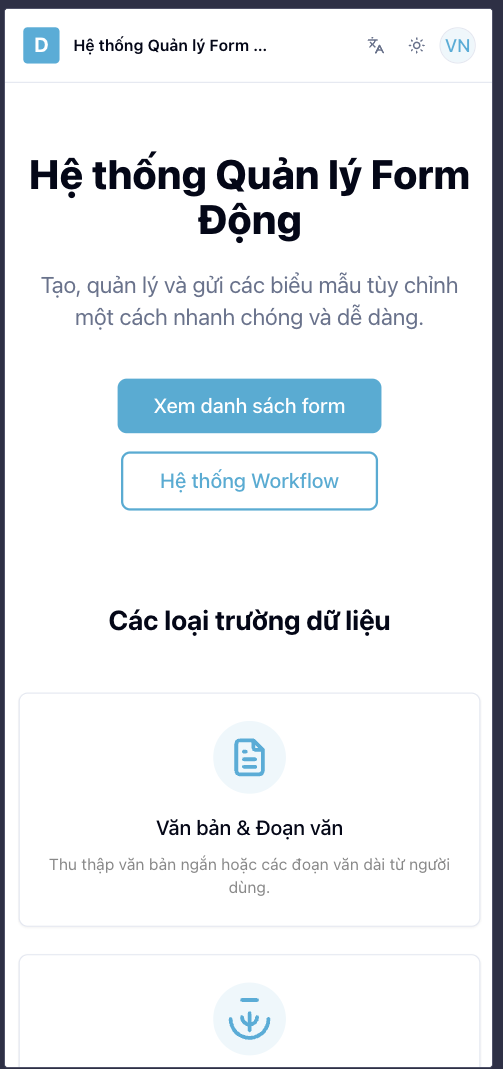 D
Hệ thống Quản lý Form ...
VN
Hệ thống Quản lý Form
Động
Tạo, quản lý và gửi các biểu mẫu tùy chỉnh
một cách nhanh chóng và dễ dàng.
Xem danh sách form
Hệ thống Workflow
Các loại trường dữ liệu
Văn bản & Đoạn văn
Thu thập văn bản ngắn hoặc các đoạn văn dài từ người
dùng.